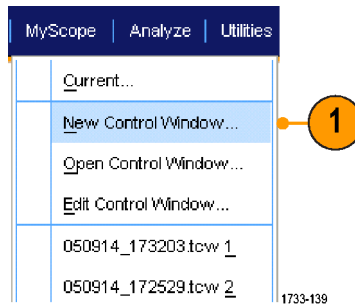 MyScope | Analyze | Utilities
Current...
New Control Window...
1
Open Control Window...
Edit Control Window...
050914_173203.tcw 1
050914_172529.tcw 2
1733-139